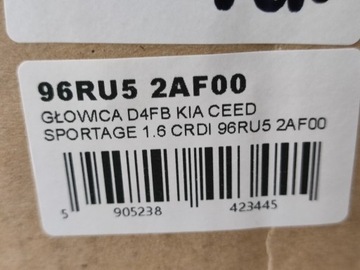 96RU5 2AF00
GŁOWICA D4FB KIA CEED
SPORTAGE 1.6 CRDI 96RU5 2AF00
5 905238 423445